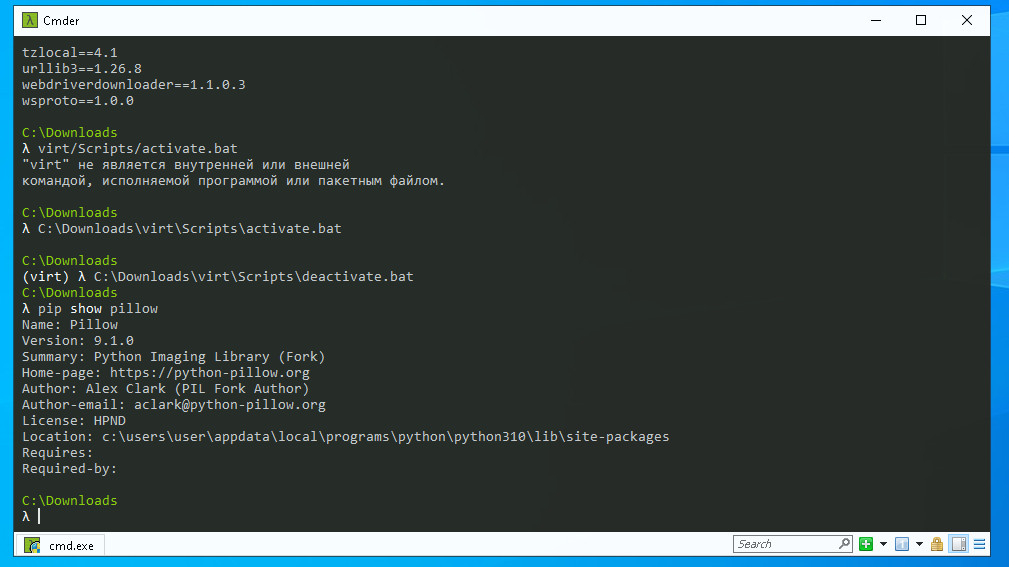 Cmder
tzlocal==4.1
urllib3==1.26.8
webdriverdownloader==1.1.0.3
wsproto==1.0.0
C:\Downloads
λ virt/Scripts/activate.bat
"virt" не является внутренней или внешней
командой, исполняемой программой или пакетным файлом.
C:\Downloads
λ C:\Downloads\virt\Scripts\activate.bat
C:\Downloads
(virt) λ C:\Downloads\virt\Scripts\deactivate.bat
C:\Downloads
λ pip show pillow
Name: Pillow
Version: 9.1.0
Summary: Python Imaging Library (Fork)
Home-page: https://python-pillow.org
Author: Alex Clark (PIL Fork Author)
Author-email: aclark@python-pillow.org
License: HPND
Location: c:\users\user\appdata\local\programs\python\python310\lib\site-packages
Requires:
Required-by:
C:\Downloads
λ
cmd.exe
Search